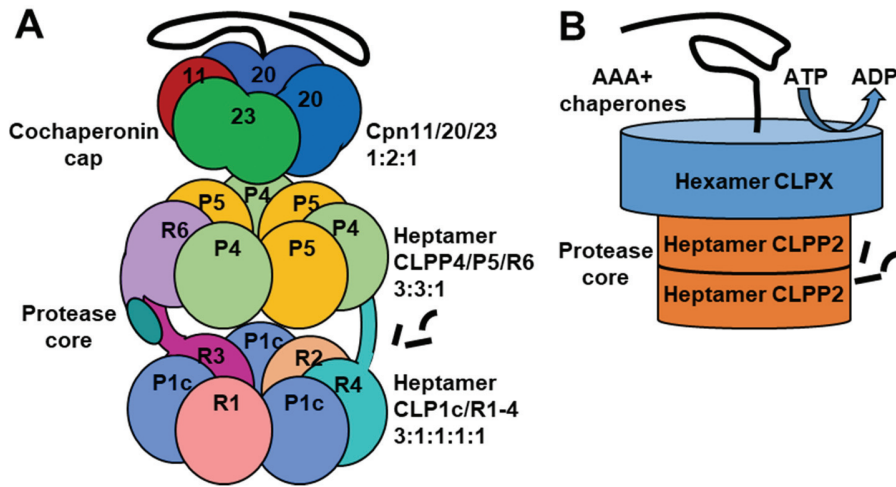 A
11
20
20
23
Cochaperonin
cap
Cpn11/20/23
1:2:1
P4
P5
P5
R6
P4
P4
P5
Heptamer
CLPP4/P5/R6
3:3:1
Protease
core
P1c
R3
R2
P1c
R4
R1
P1c
Heptamer
CLP1c/R1-4
3:1:1:1:1
B
AAA+
chaperones
ATP
ADP
Hexamer CLPX
Protease
core
Heptamer CLPP2
Heptamer CLPP2